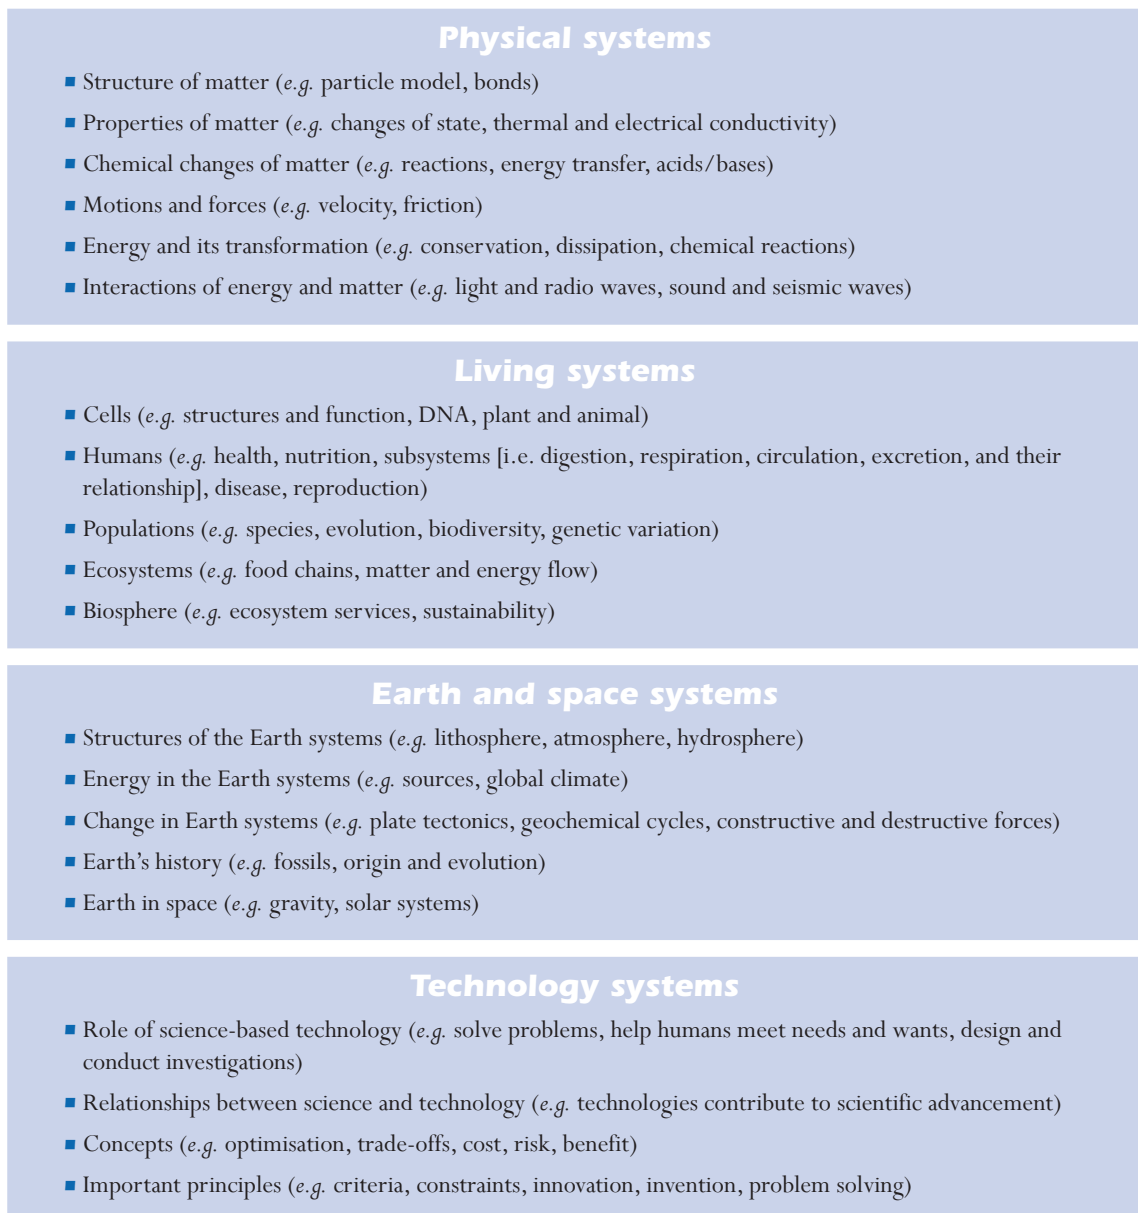 Physical systems
■ Structure of matter (e.g. particle model, bonds)
■ Properties of matter (e.g. changes of state, thermal and electrical conductivity)
■ Chemical changes of matter (e.g. reactions, energy transfer, acids/bases)
■ Motions and forces (e.g. velocity, friction)
■ Energy and its transformation (e.g. conservation, dissipation, chemical reactions)
■ Interactions of energy and matter (e.g. light and radio waves, sound and seismic waves)
Living systems
■ Cells (e.g. structures and function, DNA, plant and animal)
■ Humans (e.g. health, nutrition, subsystems [i.e. digestion, respiration, circulation, excretion, and their
relationship], disease, reproduction)
■ Populations (e.g. species, evolution, biodiversity, genetic variation)
■ Ecosystems (e.g. food chains, matter and energy flow)
■ Biosphere (e.g. ecosystem services, sustainability)
Earth and space systems
■ Structures of the Earth systems (e.g. lithosphere, atmosphere, hydrosphere)
■ Energy in the Earth systems (e.g. sources, global climate)
■ Change in Earth systems (e.g. plate tectonics, geochemical cycles, constructive and destructive forces)
■ Earth’s history (e.g. fossils, origin and evolution)
■ Earth in space (e.g. gravity, solar systems)
Technology systems
■ Role of science-based technology (e.g. solve problems, help humans meet needs and wants, design and
conduct investigations)
■ Relationships between science and technology (e.g. technologies contribute to scientific advancement)
■ Concepts (e.g. optimisation, trade-offs, cost, risk, benefit)
■ Important principles (e.g. criteria, constraints, innovation, invention, problem solving)